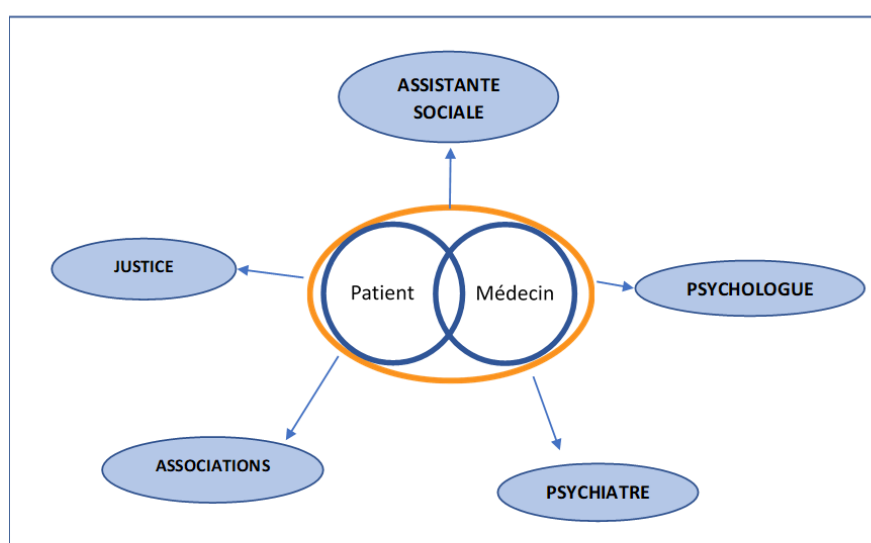 ASSISTANTE
SOCIALE
JUSTICE
Patient
Médecin
PSYCHOLOGUE
ASSOCIATIONS
PSYCHIATRE